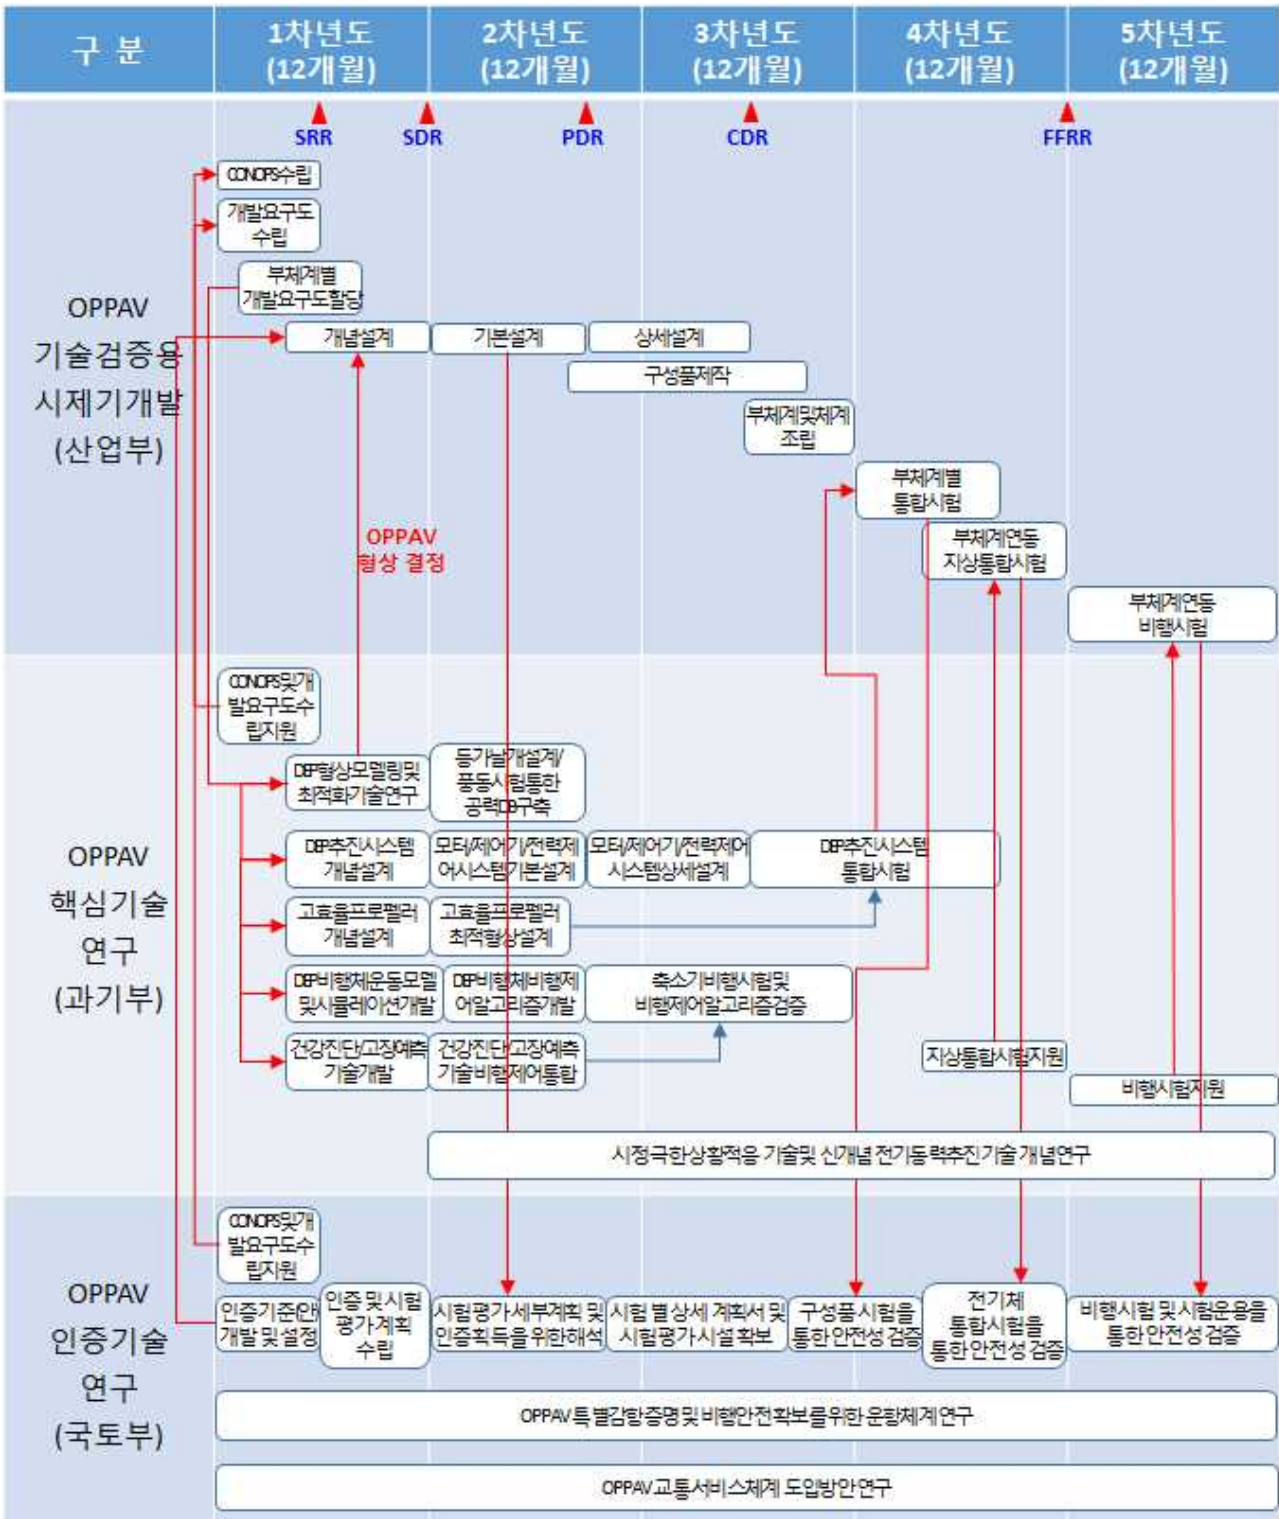 구 분
1차년도
(12개월)
2차년도
(12개월)
3차년도
(12개월)
4차년도
(12개월)
5차년도
(12개월)
SRR
SDR
PDR
CDR
FFRR
OPPAV
기술검증용
시제기개발
(산업부)
CONOPS수립
개발요구도
수립
부체계별
개발요구도할당
개념설계
기본설계
상세설계
구성품제작
부체계및체계
조립
부체계별
통합시험
OPPAV
형상 결정
부체계연동
지상통합시험
부체계연동
비행시험
OPPAV
핵심기술
연구
(과기부)
CONOPS및개
발요구도수
립지원
DEP형상모델링및
최적화기술연구
등가날개설계/
풍동시험통한
공력DB구축
DEP추진시스템
개념설계
모터/제어기/전력제
어시스템기본설계
모터/제어기/전력제어
시스템상세설계
DEP추진시스템
통합시험
고효율프로펠러
개념설계
고효율프로펠러
최적형상설계
DEP비행체운동모델
및시뮬레이션개발
DEP비행체비행제
어알고리즘개발
축소기비행시험및
비행제어알고리즘검증
건강진단/고장예측
기술개발
건강진단/고장예측
기술비행제어통합
지상통합시험지원
비행시험지원
시정극한상황적응 기술및 신개념 전기동력추진기술 개념연구
OPPAV
인증기술
연구
(국토부)
CONOPS및개
발요구도수
립지원
인증기준(안)
개발 및 설정
인증 및 시험
평가계획
수립
시험평가 세부계획 및
인증획득을 위한 해석
시험 별 상세 계획서 및
시험평가 시설 확보
구성품 시험을
통한 안전성 검증
전기체
통합시험을
통한 안전성 검증
비행시험 및 시험운용을
통한 안전성 검증
OPPAV 특별감항증명 및 비행안전확보를 위한 운항체계 연구
OPPAV 교통서비스체계 도입방안 연구